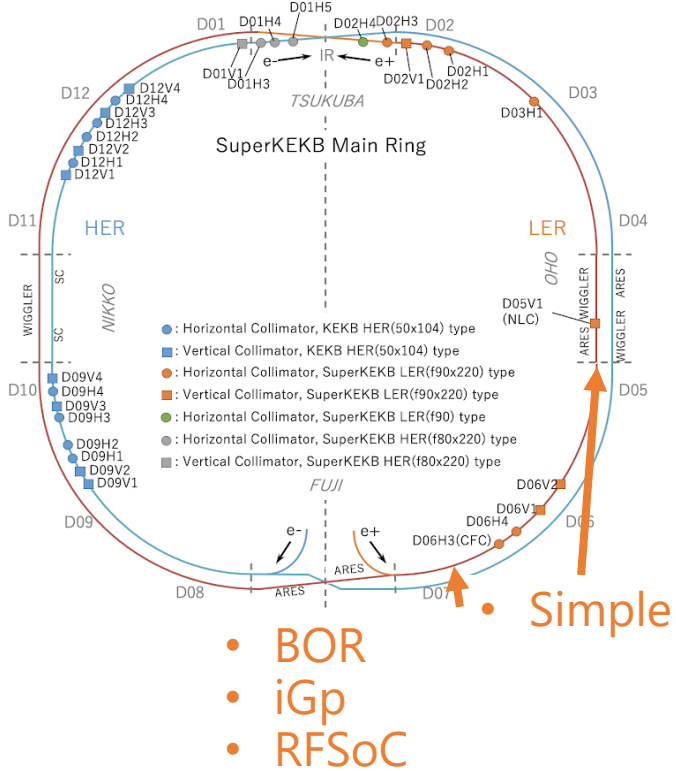 D01H5
D01H4
D02H4
D02H3
D01
D02
D01V1
D01H3
e-
IR
e+
D02V1
D02H2
D02H1
TSUKUBA
D12
D12V4
D12H4
D12V3
D12H3
D12H2
D12V2
D12H1
D12V1
D03
D03H1
SuperKEKB Main Ring
D11
HER
LER
D04
WIGGLER
SC
SC
NIKKO
OHO
ARES
WIGGLER
ARES
WIGGLER
D05V1
(NLC)
: Horizontal Collimator, KEKB HER(50x104) type
: Vertical Collimator, KEKB HER(50x104) type
: Horizontal Collimator, SuperKEKB LER(f90x220) type
: Vertical Collimator, SuperKEKB LER(f90x220) type
: Horizontal Collimator, SuperKEKB LER(f90) type
: Horizontal Collimator, SuperKEKB HER(f80x220) type
: Vertical Collimator, SuperKEKB HER(f80x220) type
D10
D09V4
D09H4
D09V3
D09H3
D09H2
D09H1
D09V2
D09V1
D05
FUJI
D06V2
D06V1
D06
D06H4
D06H3(CFC)
D09
e-
e+
ARES
ARES
D08
D07
• Simple
• BOR
• iGp
• RFSoC